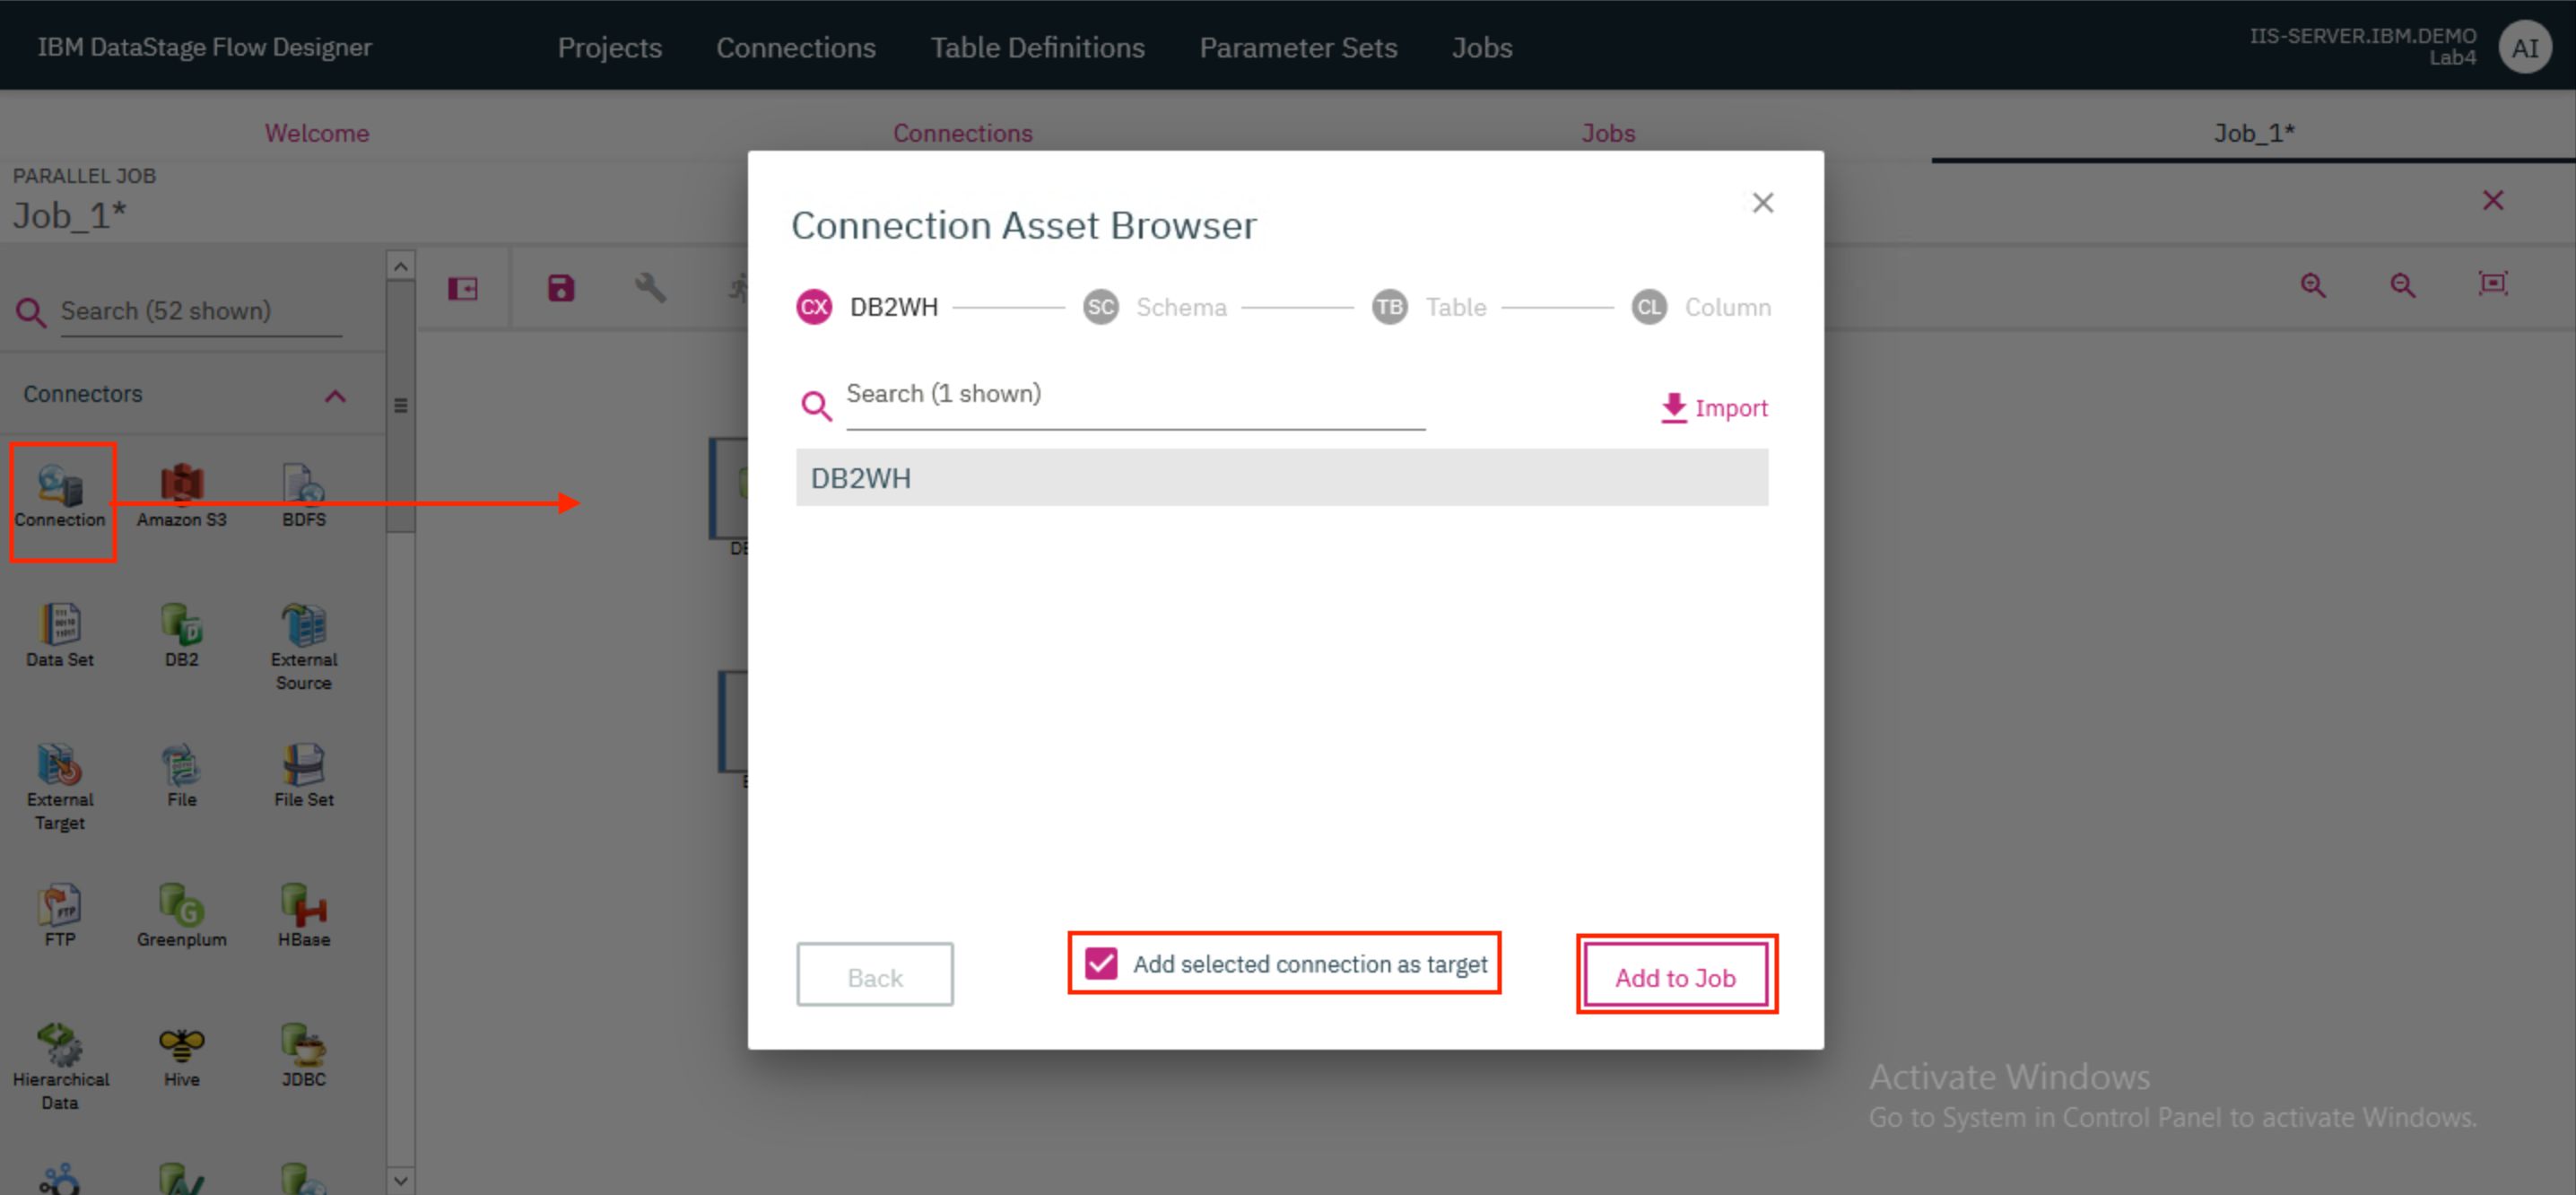 IBM DataStage Flow Designer
Projects
Connections
Table Definitions
Parameter Sets
Jobs
IIS-SERVER.IBM.DEMO
Lab4
AI
Welcome
Connections
Jobs
Job_1*
PARALLEL JOB
Job_1*
Search (52 shown)
Connectors
Connection
Amazon S3
BDFS
Data Set
DB2
External
Source
External
Target
File
File Set
FTP
Greenplum
HBase
Hierarchical
Data
Hive
JDBC
Connection Asset Browser
CX DB2WH
SC Schema
TB Table
CL Column
Search (1 shown)
Import
DB2WH
Back
Add selected connection as target
Add to Job
Activate Windows
Go to System in Control Panel to activate Windows.